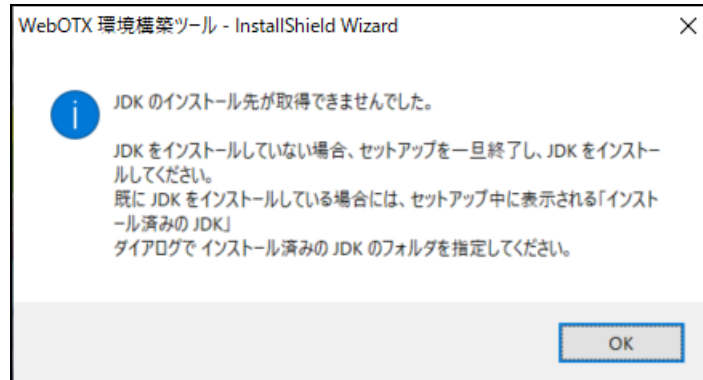 WebOTX 環境構築ツール - InstallShield Wizard
JDK のインストール先が取得できませんでした。
JDK をインストールしていない場合、セットアップを一旦終了し、JDK をインストー
ルしてください。
既に JDK をインストールしている場合には、セットアップ中に表示される「インスト
ール済みの JDK」
ダイアログで インストール済みの JDK のフォルダを指定してください。
OK